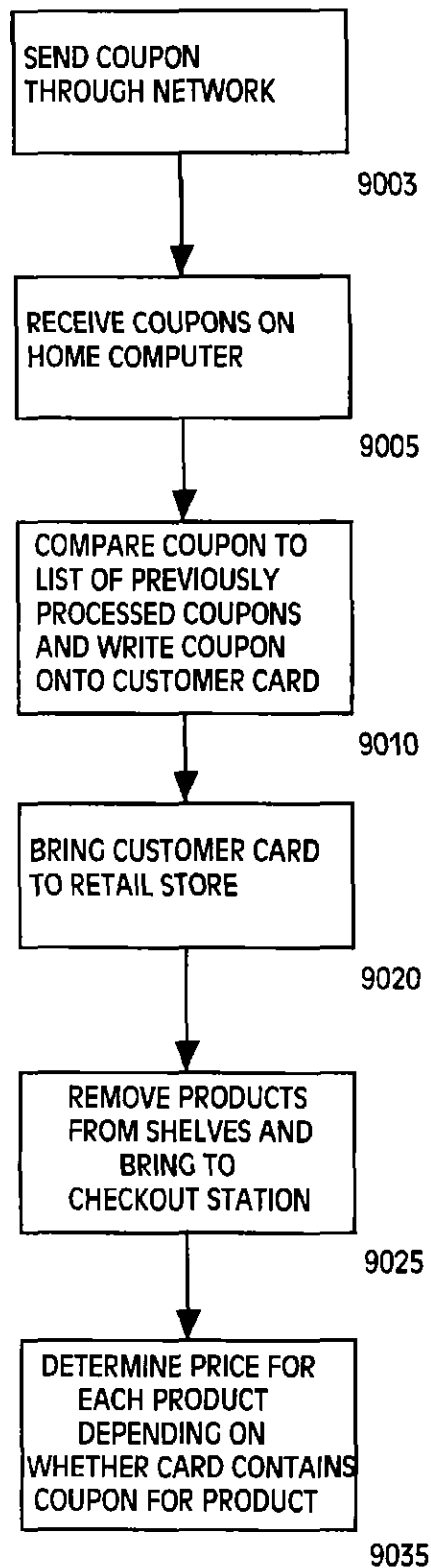 SEND COUPON
THROUGH NETWORK
9003
RECEIVE COUPONS ON
HOME COMPUTER
9005
COMPARE COUPON TO
LIST OF PREVIOUSLY
PROCESSED COUPONS
AND WRITE COUPON
ONTO CUSTOMER CARD
9010
BRING CUSTOMER CARD
TO RETAIL STORE
9020
REMOVE PRODUCTS
FROM SHELVES AND
BRING TO
CHECKOUT STATION
9025
DETERMINE PRICE FOR
EACH PRODUCT
DEPENDING ON
WHETHER CARD CONTAINS
COUPON FOR PRODUCT
9035